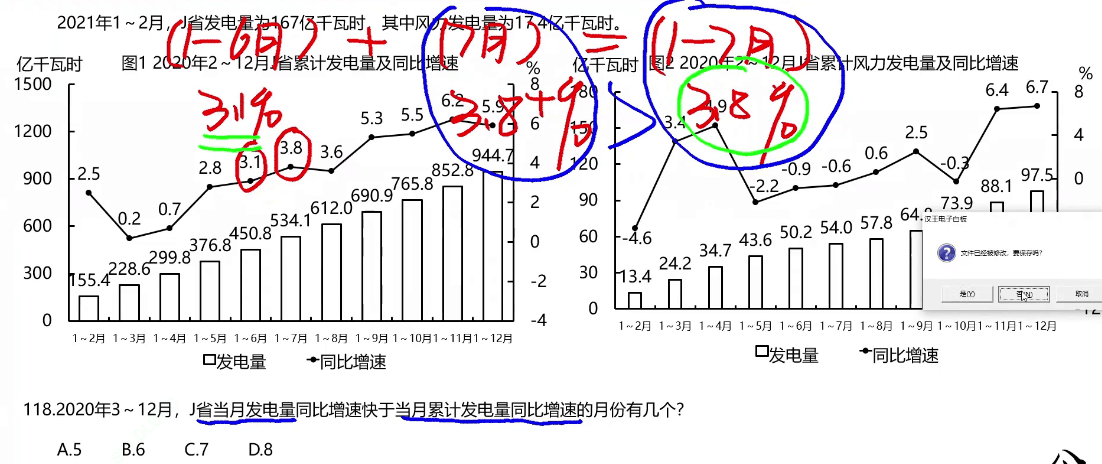 2021年1～2月，J省发电量为167亿千瓦时，其中风力发电量为17.4亿千瓦时。
(1-6月) + (7月) = (1-7月)
亿千瓦时 图1 2020年2～12月J省累计发电量及同比增速 %
亿千瓦时 图2 2020年2～12月J省累计风力发电量及同比增速 %
3.1% 3.8+% 3.8%
1500 1200 900 600 300 0
8 6 4 2 0 -2 -4
2.5 0.2 0.7 2.8 3.1 3.8 3.6 5.3 5.5 6.2 5.9
155.4 228.6 299.8 376.8 450.8 534.1 612.0 690.9 765.8 852.8 944.7
1～2月 1～3月 1～4月 1～5月 1～6月 1～7月 1～8月 1～9月 1～10月 1～11月 1～12月
发电量 同比增速
180 150 120 90 60 30 0
8 4 0 -12
-4.6 3.4 4.9 -2.2 -0.9 -0.6 0.6 2.5 -0.3 6.4 6.7
13.4 24.2 34.7 43.6 50.2 54.0 57.8 64.8 73.9 88.1 97.5
1～2月 1～3月 1～4月 1～5月 1～6月 1～7月 1～8月 1～9月 1～10月 1～11月 1～12月
发电量 同比增速
汉王电子白板
文件已经被修改，要保存吗?
是(Y) 否(N) 取消
118.2020年3～12月，J省当月发电量同比增速快于当月累计发电量同比增速的月份有几个?
A.5 B.6 C.7 D.8